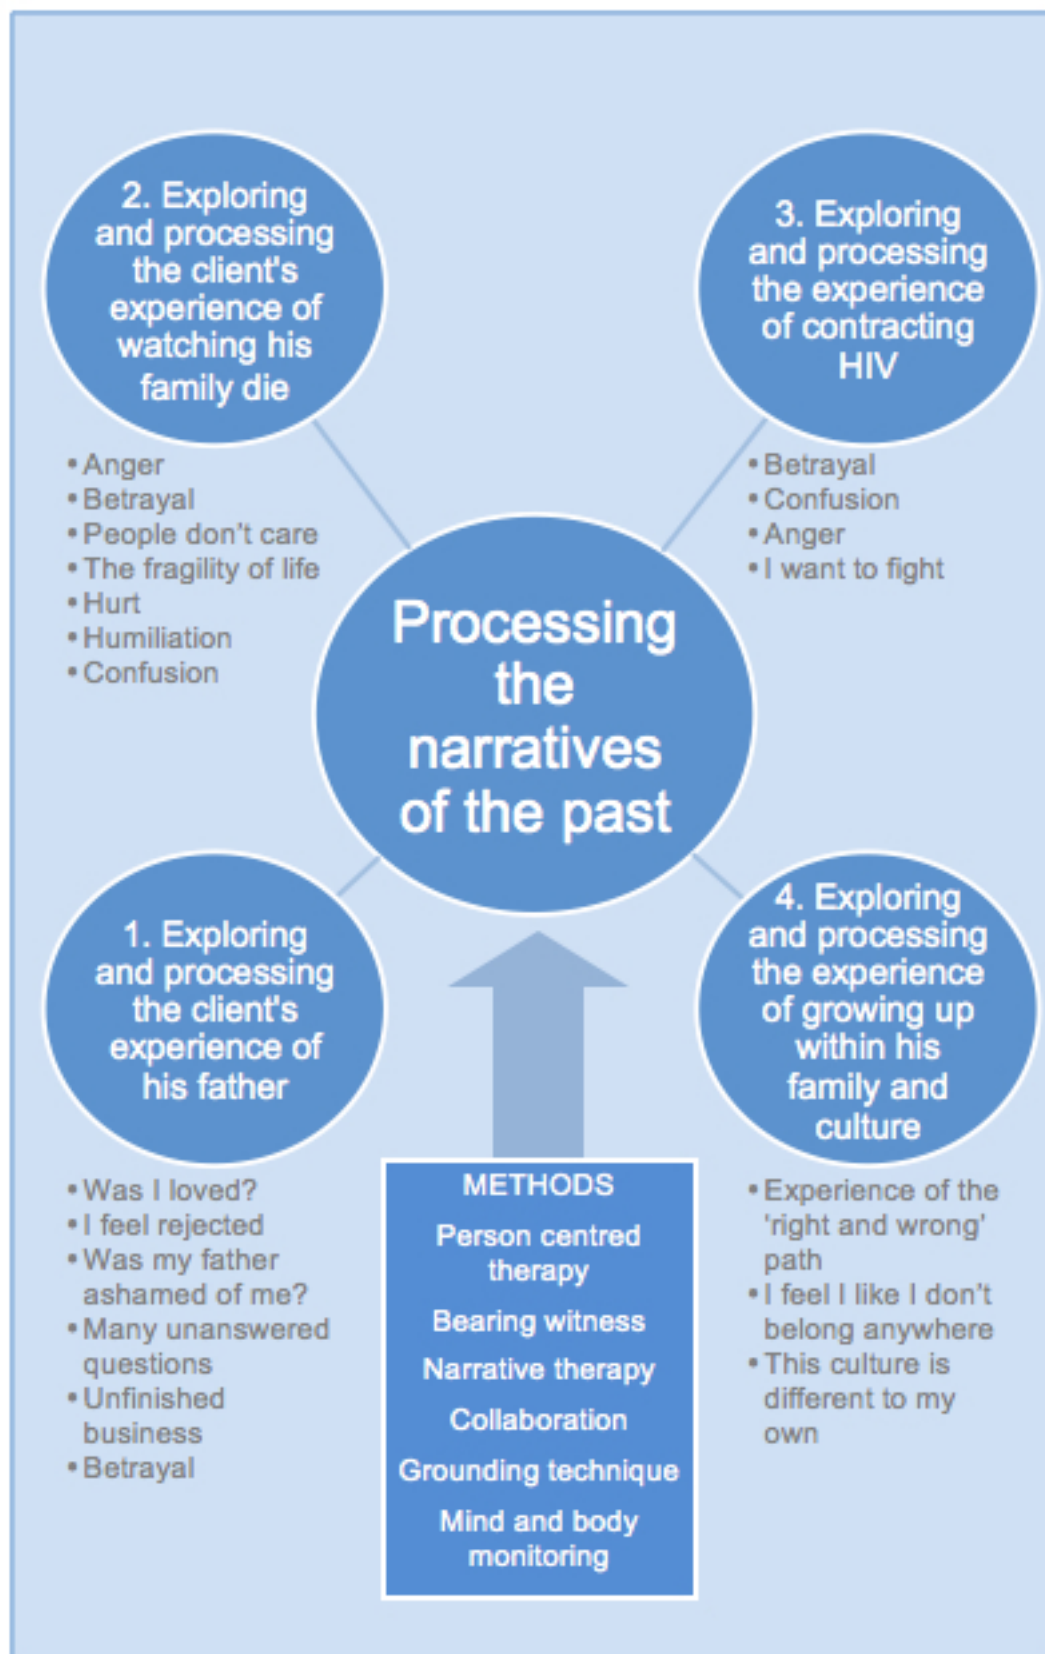 2. Exploring
and processing
the client's
experience of
watching his
family die
• Anger
• Betrayal
• People don't care
• The fragility of life
• Hurt
• Humiliation
• Confusion
3. Exploring
and processing
the experience
of contracting
HIV
• Betrayal
• Confusion
• Anger
• I want to fight
Processing
the
narratives
of the past
1. Exploring
and processing
the client's
experience of
his father
• Was I loved?
• I feel rejected
• Was my father
ashamed of me?
• Many unanswered
questions
• Unfinished
business
• Betrayal
METHODS
Person centred
therapy
Bearing witness
Narrative therapy
Collaboration
Grounding technique
Mind and body
monitoring
4. Exploring
and processing
the experience
of growing up
within his
family and
culture
• Experience of the
'right and wrong'
path
• I feel I like I don't
belong anywhere
• This culture is
different to my
own